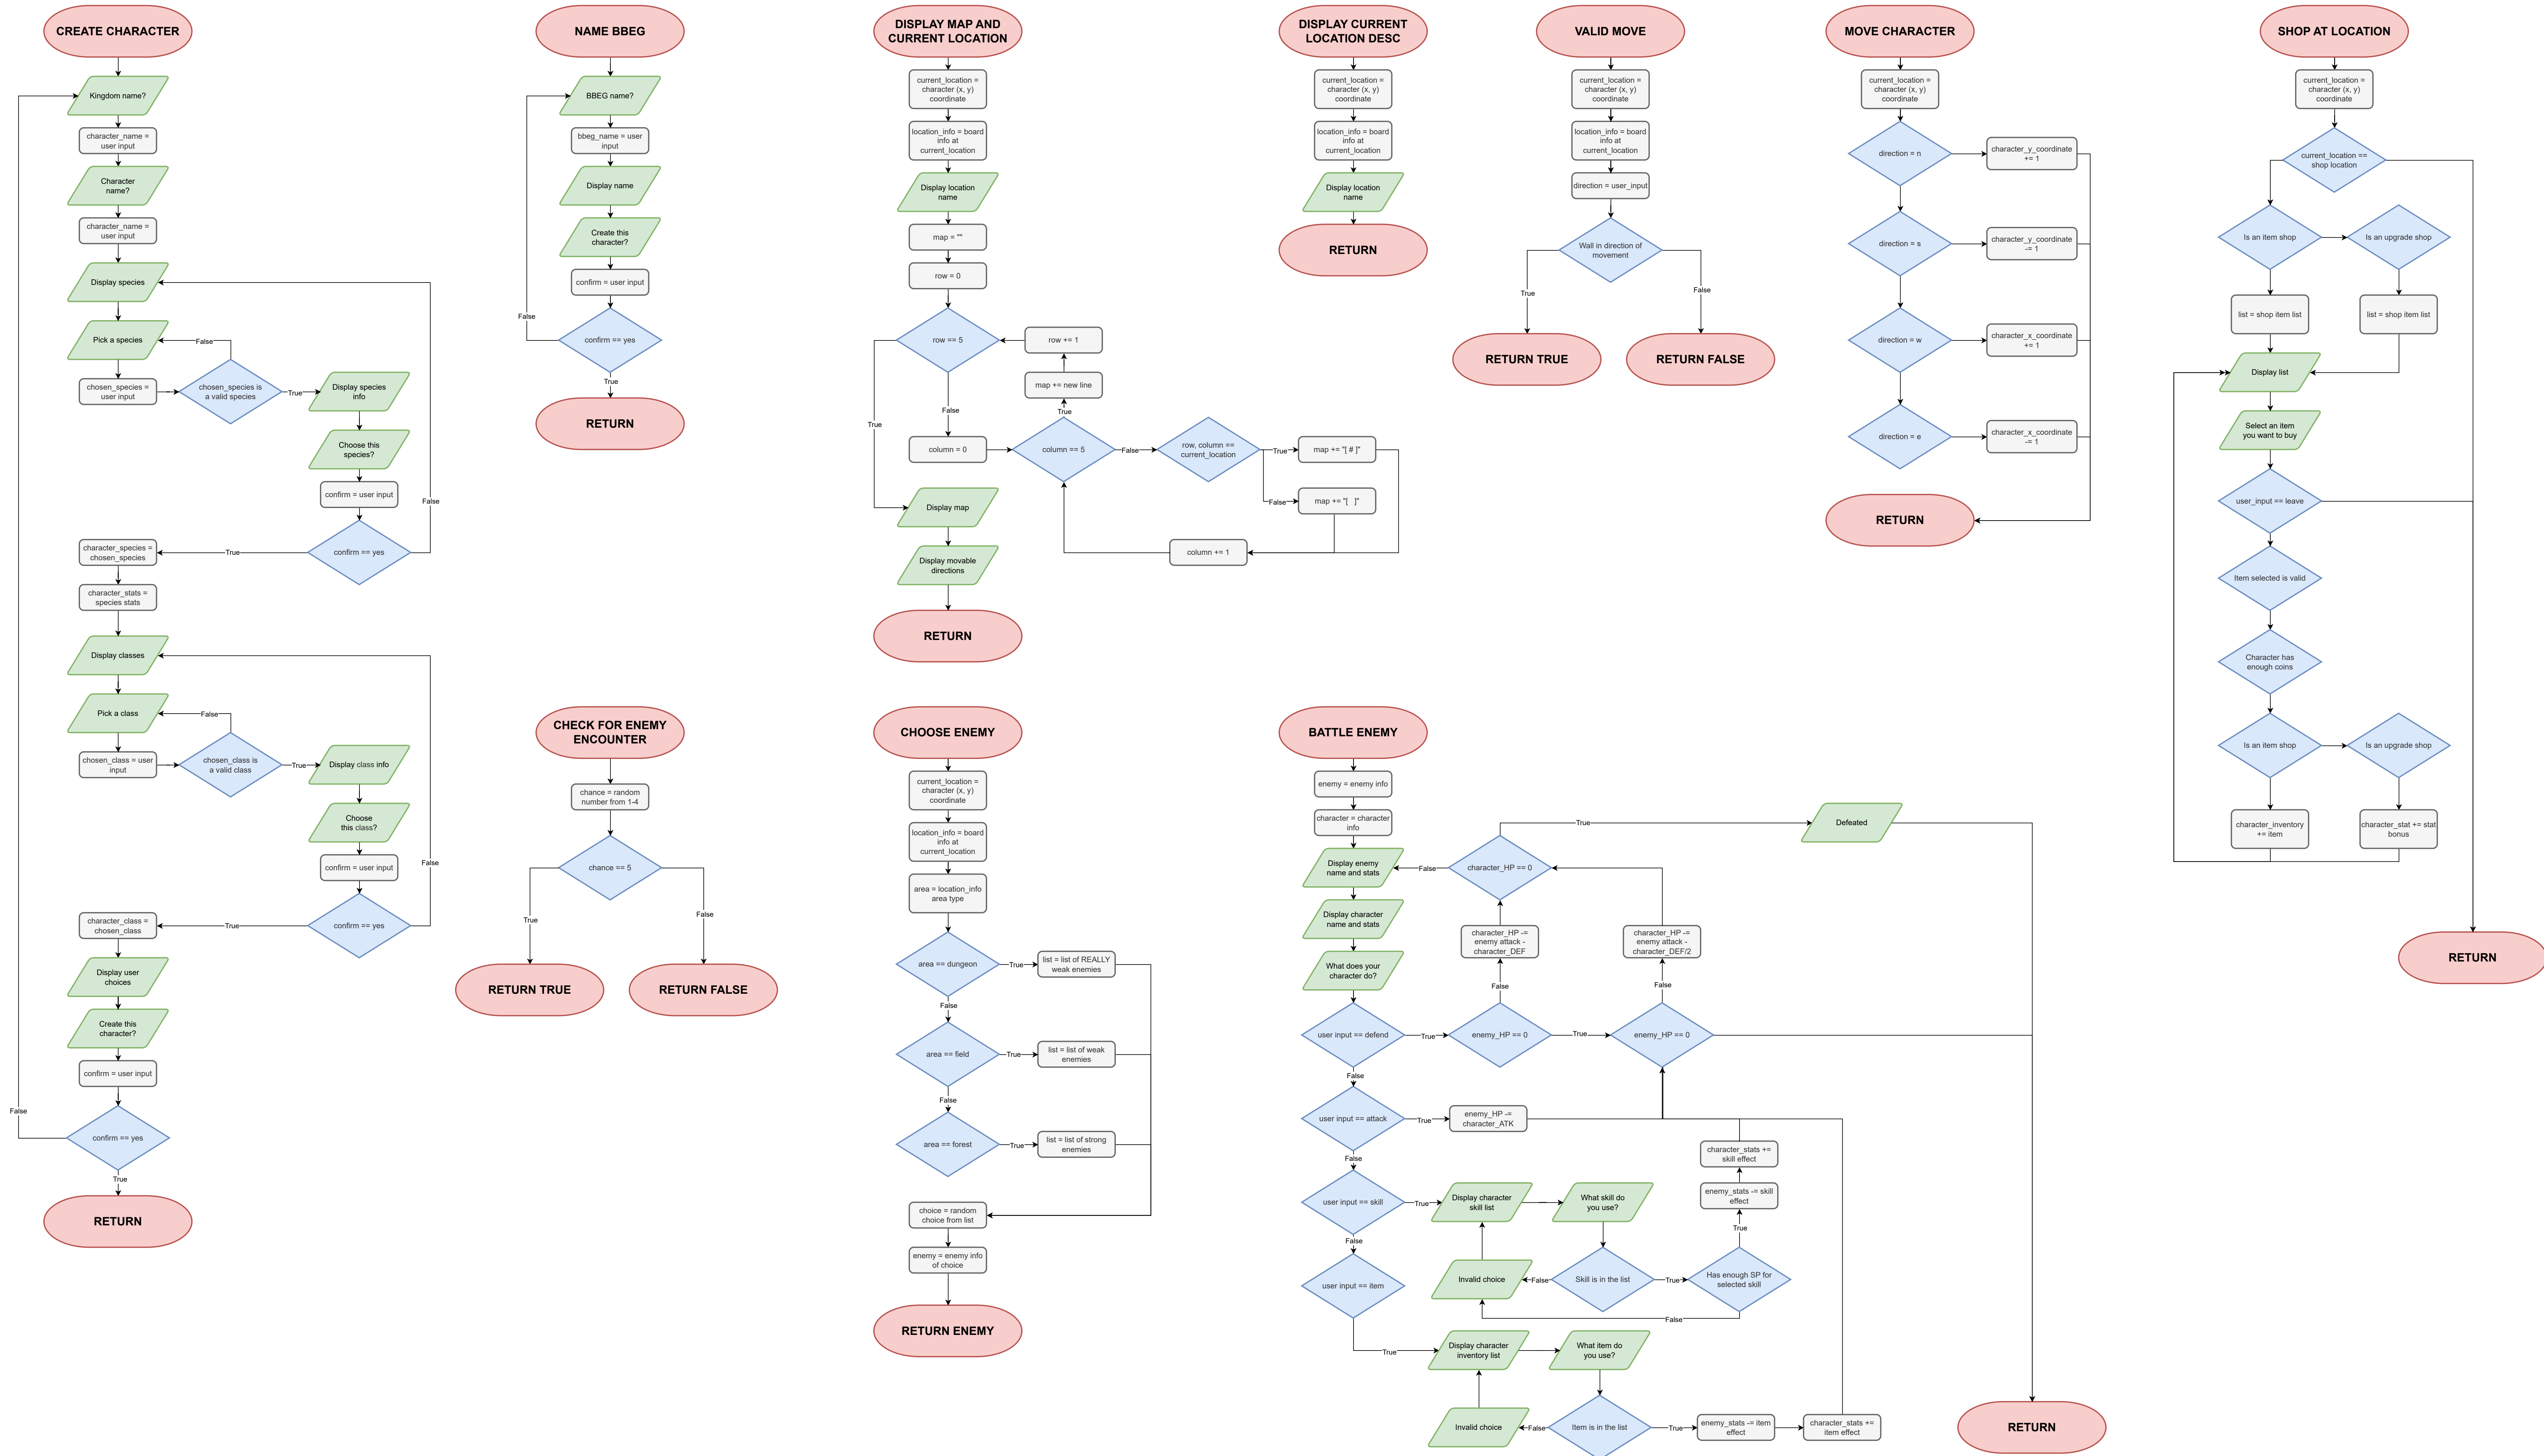 CREATE CHARACTER
Kingdom name?
character_name =
user input
Character
name?
character_name =
user input
Display species
Pick a species
False
chosen_species =
user input
chosen_species is
a valid species
True
Display species
info
Choose this
species?
confirm = user input
False
confirm == yes
True
character_species =
chosen_species
character_stats =
species stats
Display classes
Pick a class
False
chosen_class = user
input
chosen_class is
a valid class
True
Display class info
Choose
this class?
confirm = user input
False
confirm == yes
True
character_class =
chosen_class
Display user
choices
Create this
character?
confirm = user input
False
confirm == yes
True
RETURN
NAME BBEG
BBEG name?
bbeg_name = user
input
Display name
Create this
character?
confirm = user input
False
confirm == yes
True
RETURN
DISPLAY MAP AND
CURRENT LOCATION
current_location =
character (x, y)
coordinate
location_info = board
info at
current_location
Display location
name
map = ""
row = 0
row == 5
row += 1
map += new line
True
False
True
column = 0
column == 5
False
row, column ==
current_location
True
map += "[ # ]"
False
map += "[   ]"
column += 1
Display map
Display movable
directions
RETURN
DISPLAY CURRENT
LOCATION DESC
current_location =
character (x, y)
coordinate
location_info = board
info at
current_location
Display location
name
RETURN
VALID MOVE
current_location =
character (x, y)
coordinate
location_info = board
info at
current_location
direction = user_input
Wall in direction of
movement
True
False
RETURN TRUE
RETURN FALSE
MOVE CHARACTER
current_location =
character (x, y)
coordinate
direction = n
character_y_coordinate
+= 1
direction = s
character_y_coordinate
-= 1
direction = w
character_x_coordinate
+= 1
direction = e
character_x_coordinate
-= 1
RETURN
SHOP AT LOCATION
current_location =
character (x, y)
coordinate
current_location ==
shop location
Is an item shop
Is an upgrade shop
list = shop item list
list = shop item list
Display list
Select an item
you want to buy
user_input == leave
Item selected is valid
Character has
enough coins
Is an item shop
Is an upgrade shop
character_inventory
+= item
character_stat += stat
bonus
RETURN
CHECK FOR ENEMY
ENCOUNTER
chance = random
number from 1-4
chance == 5
True
False
RETURN TRUE
RETURN FALSE
CHOOSE ENEMY
current_location =
character (x, y)
coordinate
location_info = board
info at
current_location
area = location_info
area type
area == dungeon
True
list = list of REALLY
weak enemies
False
area == field
True
list = list of weak
enemies
False
area == forest
True
list = list of strong
enemies
choice = random
choice from list
enemy = enemy info
of choice
RETURN ENEMY
BATTLE ENEMY
enemy = enemy info
character = character
info
True
Defeated
Display enemy
name and stats
False
character_HP == 0
Display character
name and stats
character_HP -=
enemy attack -
character_DEF
character_HP -=
enemy attack -
character_DEF/2
What does your
character do?
False
False
user input == defend
True
enemy_HP == 0
True
enemy_HP == 0
False
user input == attack
True
enemy_HP -=
character_ATK
False
character_stats +=
skill effect
user input == skill
True
Display character
skill list
What skill do
you use?
enemy_stats -= skill
effect
True
False
user input == item
Invalid choice
False
Skill is in the list
True
Has enough SP for
selected skill
False
True
Display character
inventory list
What item do
you use?
Invalid choice
False
Item is in the list
True
enemy_stats -= item
effect
character_stats +=
item effect
RETURN